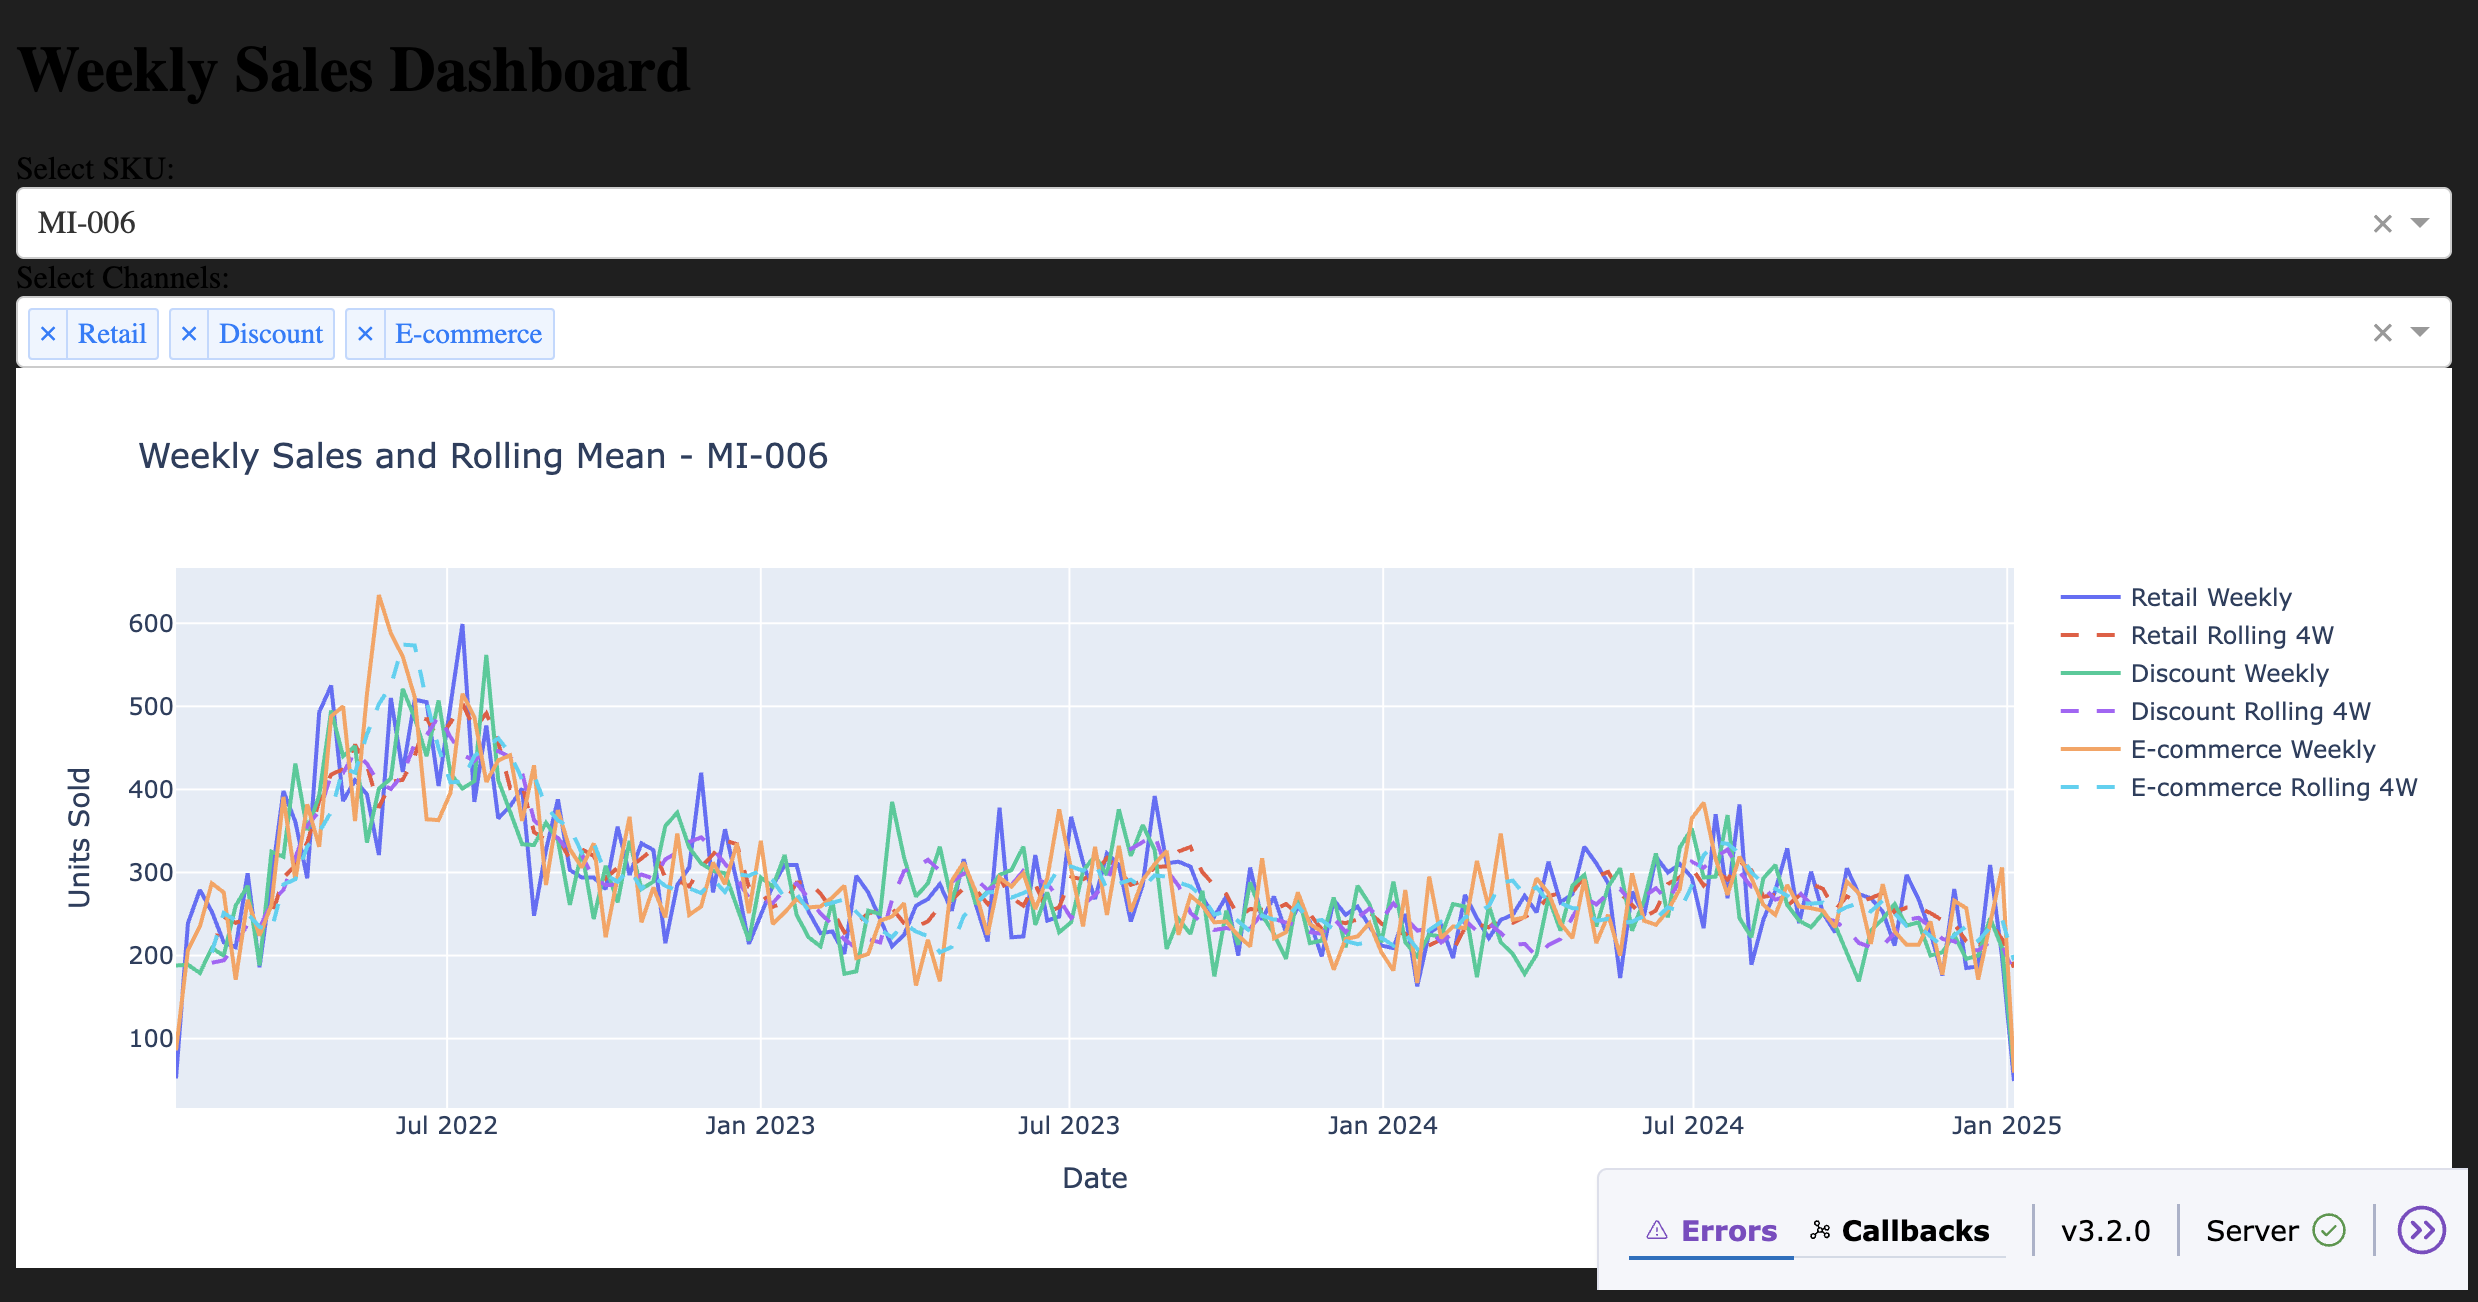 Weekly Sales Dashboard
Select SKU:
MI-006
Select Channels:
Retail Discount E-commerce
Weekly Sales and Rolling Mean - MI-006
Units Sold
600
500
400
300
200
100
Jul 2022 Jan 2023 Jul 2023 Jan 2024 Jul 2024 Jan 2025
Date
Retail Weekly
Retail Rolling 4W
Discount Weekly
Discount Rolling 4W
E-commerce Weekly
E-commerce Rolling 4W
Errors Callbacks v3.2.0 Server